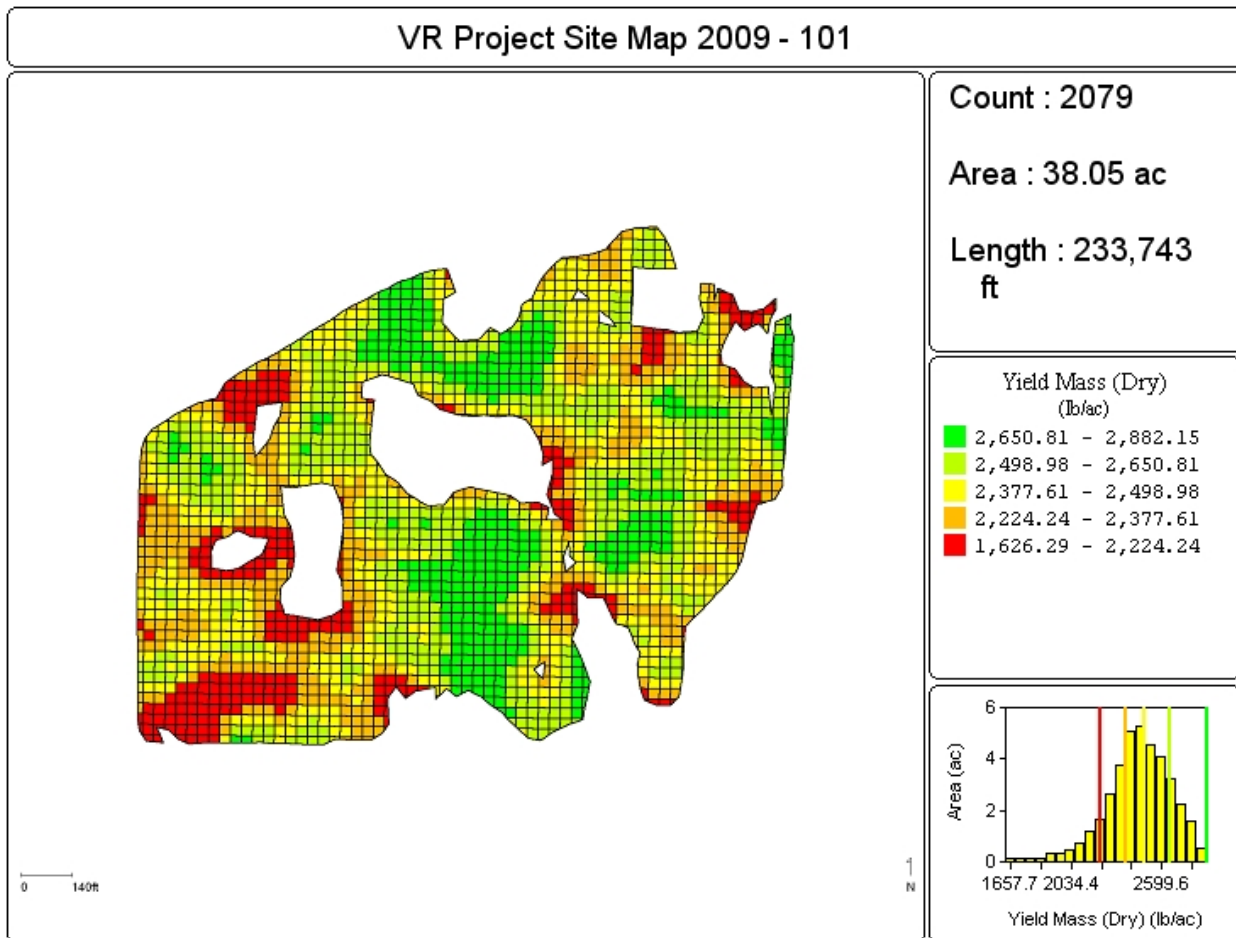 VR Project Site Map 2009 - 101
Count : 2079
Area : 38.05 ac
Length : 233,743
ft
Yield Mass (Dry)
(lb/ac)
2,650.81 - 2,882.15
2,498.98 - 2,650.81
2,377.61 - 2,498.98
2,224.24 - 2,377.61
1,626.29 - 2,224.24
Area (ac)
6
4
2
0
1657.7 2034.4 2599.6
Yield Mass (Dry) (lb/ac)
0 140ft
N